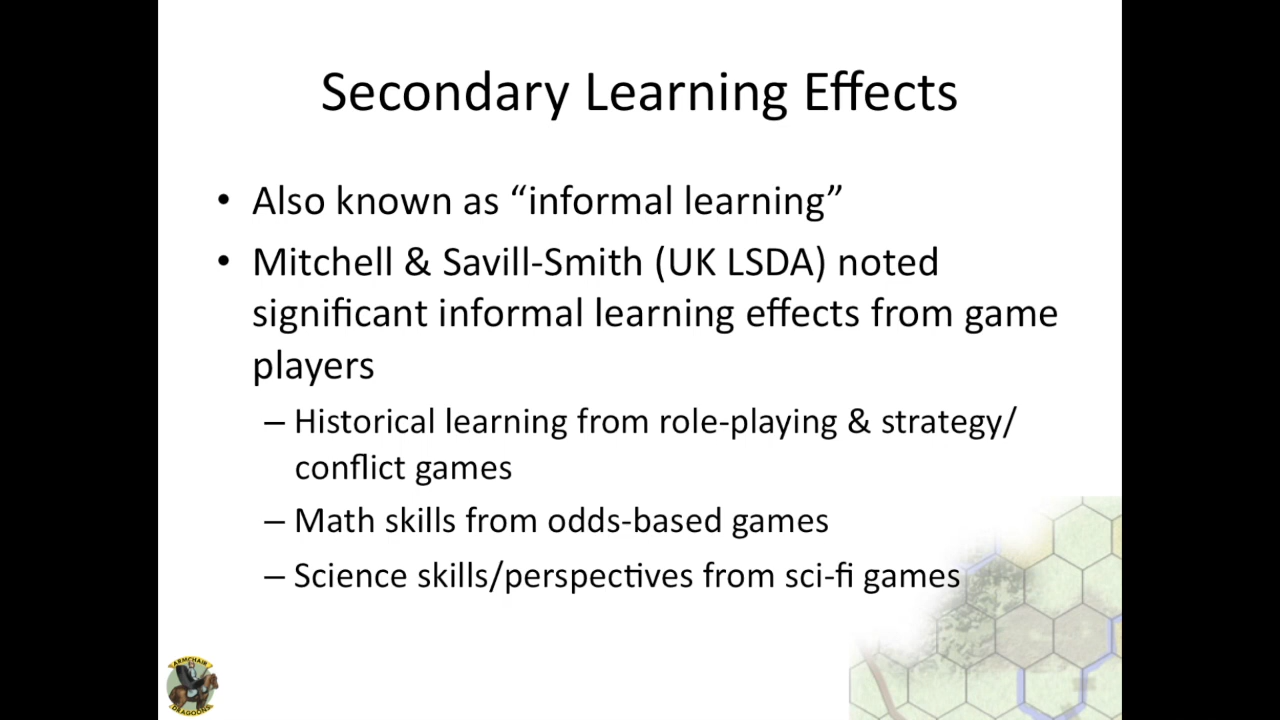 Secondary Learning Effects
• Also known as “informal learning”
• Mitchell & Savill-Smith (UK LSDA) noted
significant informal learning effects from game
players
– Historical learning from role-playing & strategy/
conflict games
– Math skills from odds-based games
– Science skills/perspectives from sci-fi games
ARMCHAIR
DRAGOONS